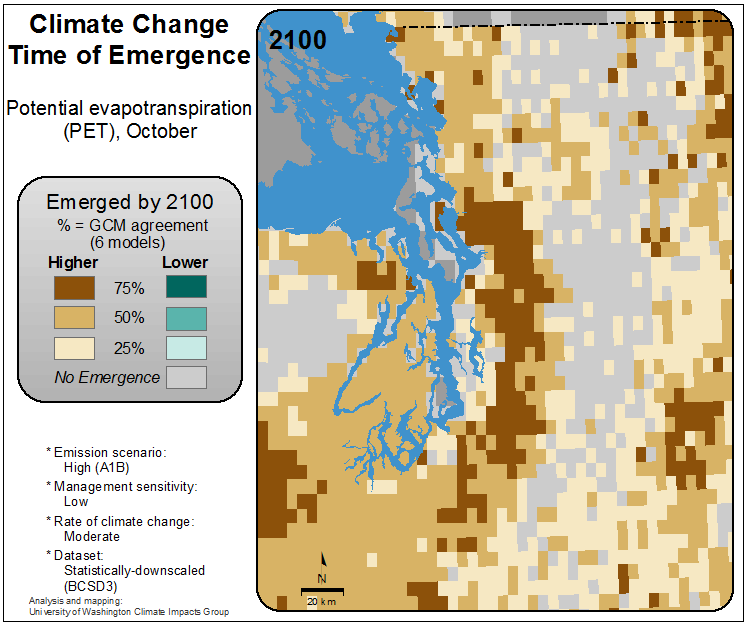 Climate Change
Time of Emergence
Potential evapotranspiration
(PET), October
Emerged by 2100
% = GCM agreement
(6 models)
Higher Lower
75%
50%
25%
No Emergence
* Emission scenario:
High (A1B)
* Management sensitivity:
Low
* Rate of climate change:
Moderate
* Dataset:
Statistically-downscaled
(BCSD3)
Analysis and mapping:
University of Washington Climate Impacts Group
2100
N
20 km